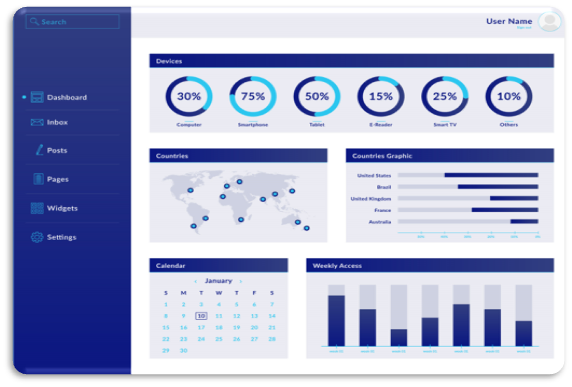 Search
User Name
Dashboard
Inbox
Posts
Pages
Widgets
Settings
Devices
30%
75%
50%
15%
25%
10%
Computer
Smartphone
Tablet
E-Reader
Smart TV
Others
Countries
Countries Graphic
United States
Brazil
United Kingdom
France
Australia
Calendar
‹ January ›
S M T W T F S
1 2 3 4 5 6 7
8 9 10 11 12 13 14
15 16 17 18 19 20 21
22 23 24 25 26 27 28
29 30
Weekly Access